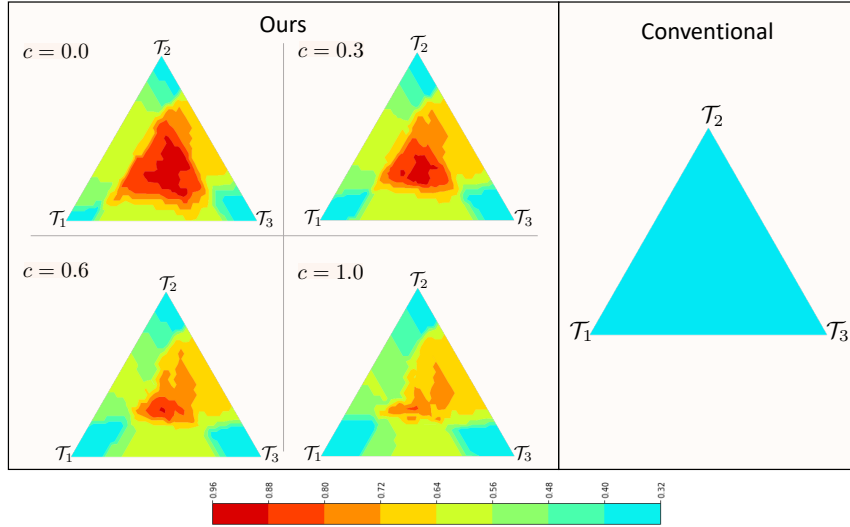 Ours
Conventional
c = 0.0
𝒯₂
𝒯₁
𝒯₃
c = 0.3
𝒯₂
𝒯₁
𝒯₃
c = 0.6
𝒯₂
𝒯₁
𝒯₃
c = 1.0
𝒯₂
𝒯₁
𝒯₃
𝒯₂
𝒯₁
𝒯₃
0.96 0.88 0.80 0.72 0.64 0.56 0.48 0.40 0.32